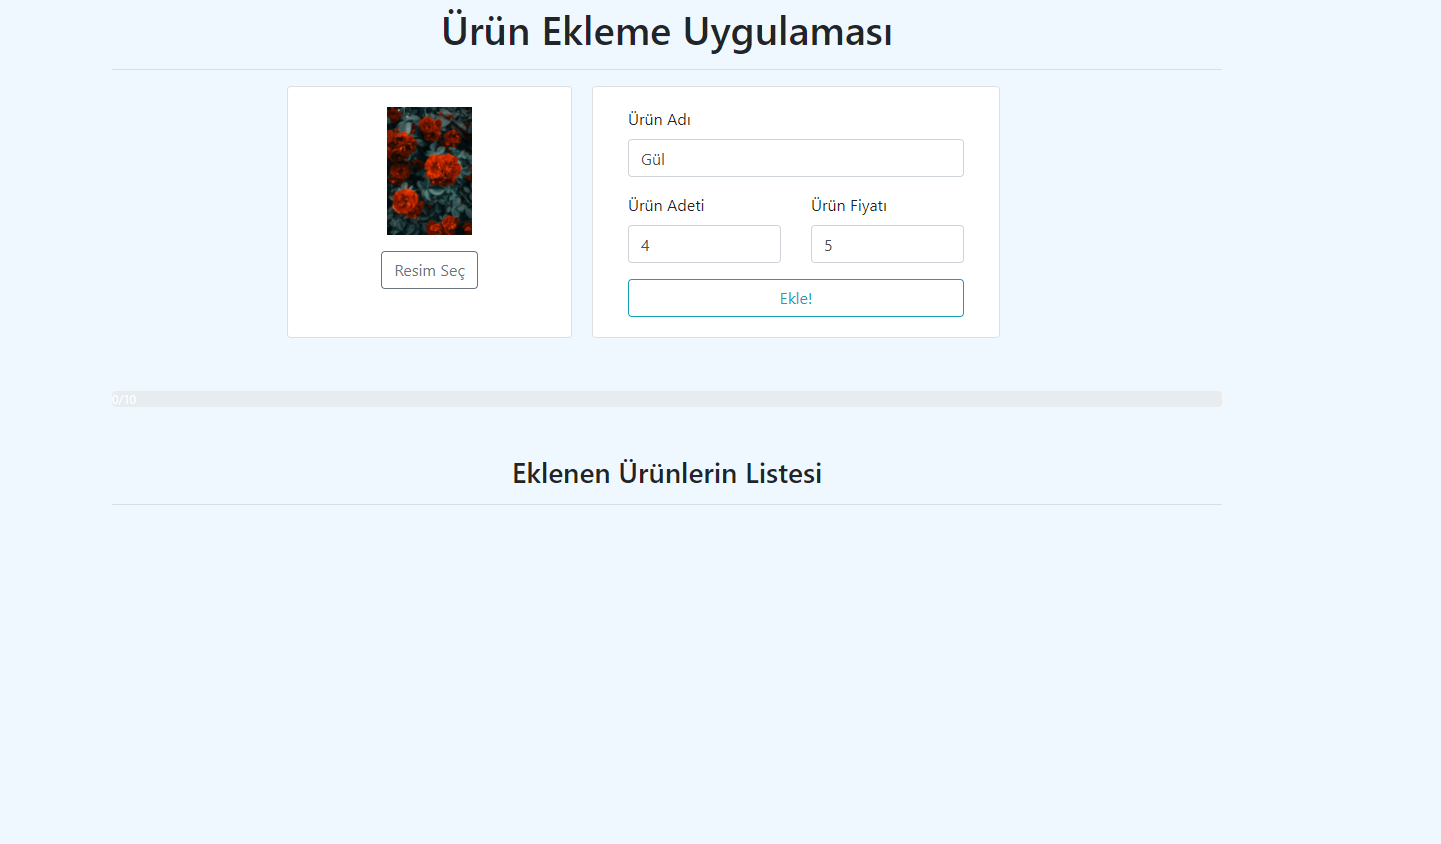 Ürün Ekleme Uygulaması
Resim Seç
Ürün Adı
Gül
Ürün Adeti
Ürün Fiyatı
4
5
Ekle!
0/10
Eklenen Ürünlerin Listesi